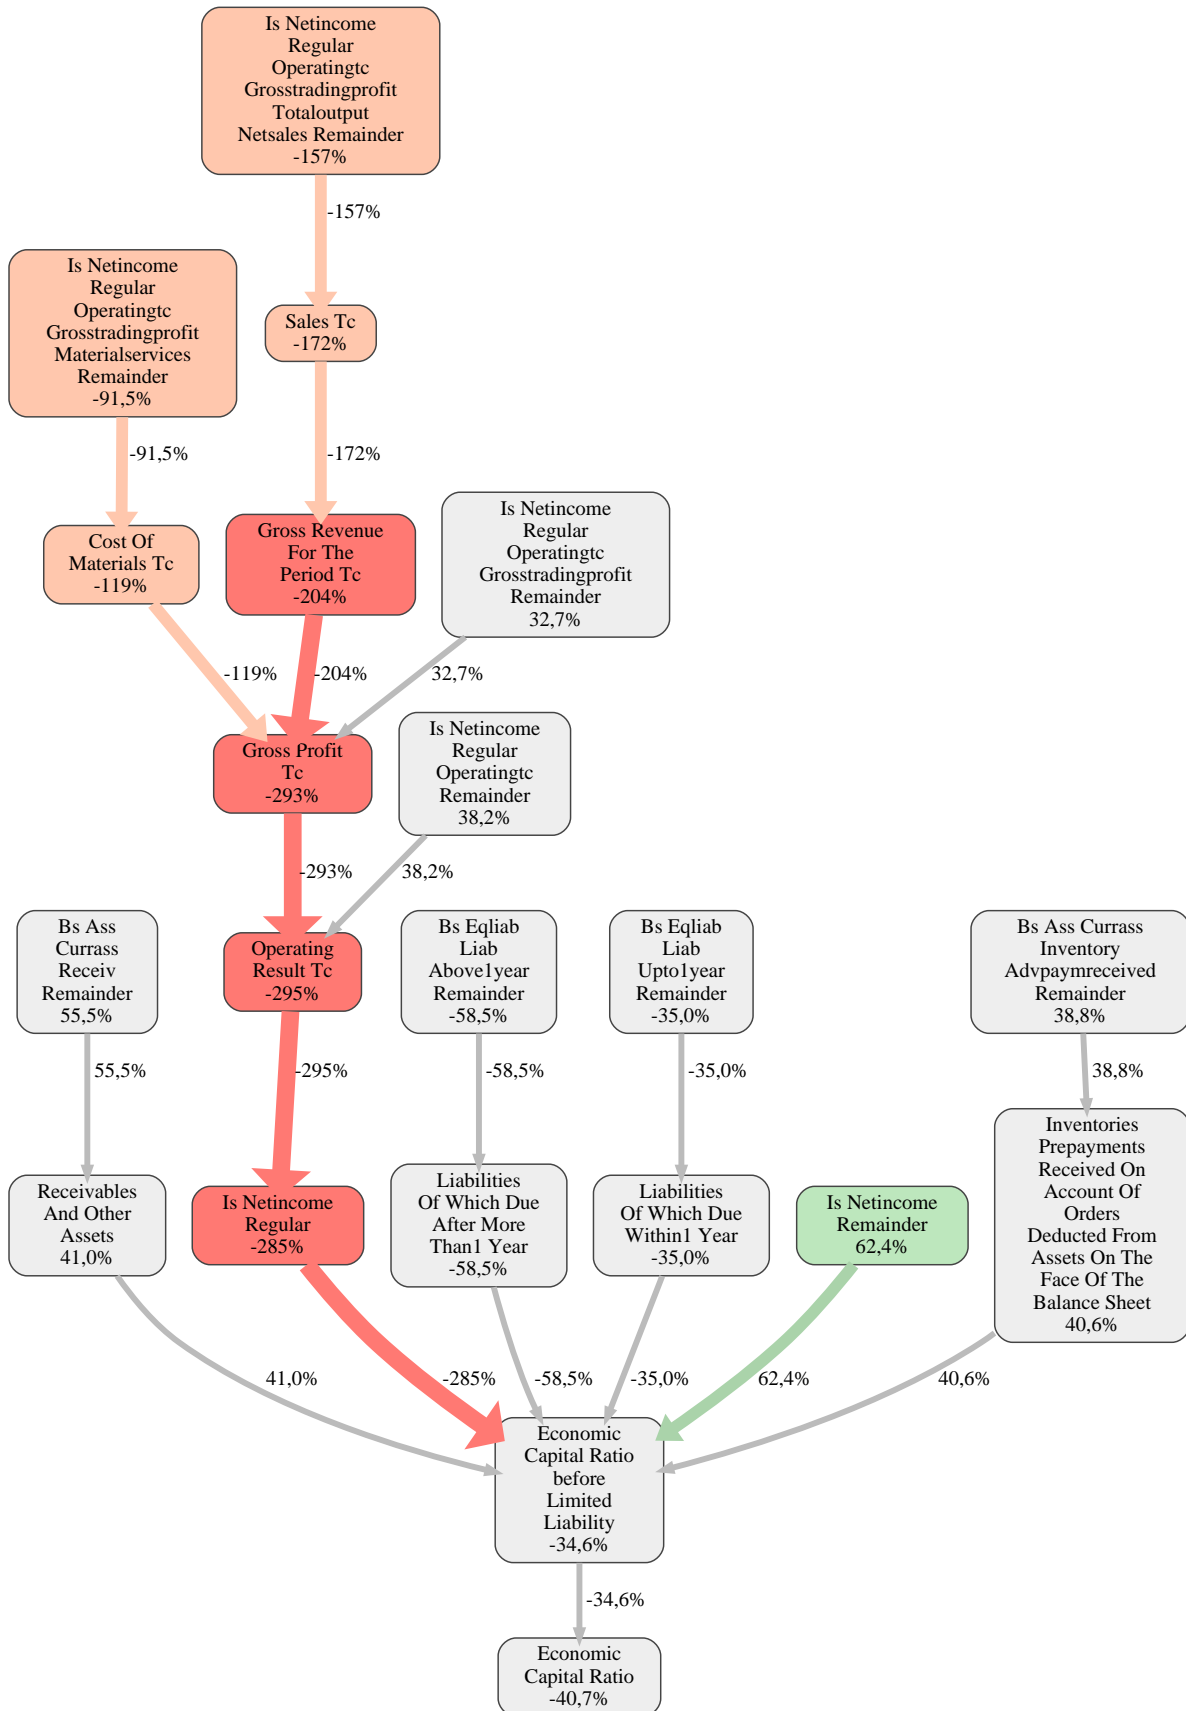 Is Netincome
Regular
Operatingtc
Grosstradingprofit
Totaloutput
Netsales Remainder
-157%
-157%
Is Netincome
Regular
Operatingtc
Grosstradingprofit
Materialservices
Remainder
-91,5%
Sales Tc
-172%
-91,5%
-172%
Is Netincome
Regular
Operatingtc
Grosstradingprofit
Remainder
32,7%
Cost Of
Materials Tc
-119%
Gross Revenue
For The
Period Tc
-204%
-119%
-204%
32,7%
Gross Profit
Tc
-293%
Is Netincome
Regular
Operatingtc
Remainder
38,2%
-293%
38,2%
Bs Ass
Currass
Receiv
Remainder
55,5%
Operating
Result Tc
-295%
Bs Eqliab
Liab
Above1year
Remainder
-58,5%
Bs Eqliab
Liab
Upto1year
Remainder
-35,0%
Bs Ass Currass
Inventory
Advpaymreceived
Remainder
38,8%
55,5%
-295%
-58,5%
-35,0%
38,8%
Receivables
And Other
Assets
41,0%
Is Netincome
Regular
-285%
Liabilities
Of Which Due
After More
Than1 Year
-58,5%
Liabilities
Of Which Due
Within1 Year
-35,0%
Is Netincome
Remainder
62,4%
Inventories
Prepayments
Received On
Account Of
Orders
Deducted From
Assets On The
Face Of The
Balance Sheet
40,6%
41,0%
-285%
-58,5%
-35,0%
62,4%
40,6%
Economic
Capital Ratio
before
Limited
Liability
-34,6%
-34,6%
Economic
Capital Ratio
-40,7%